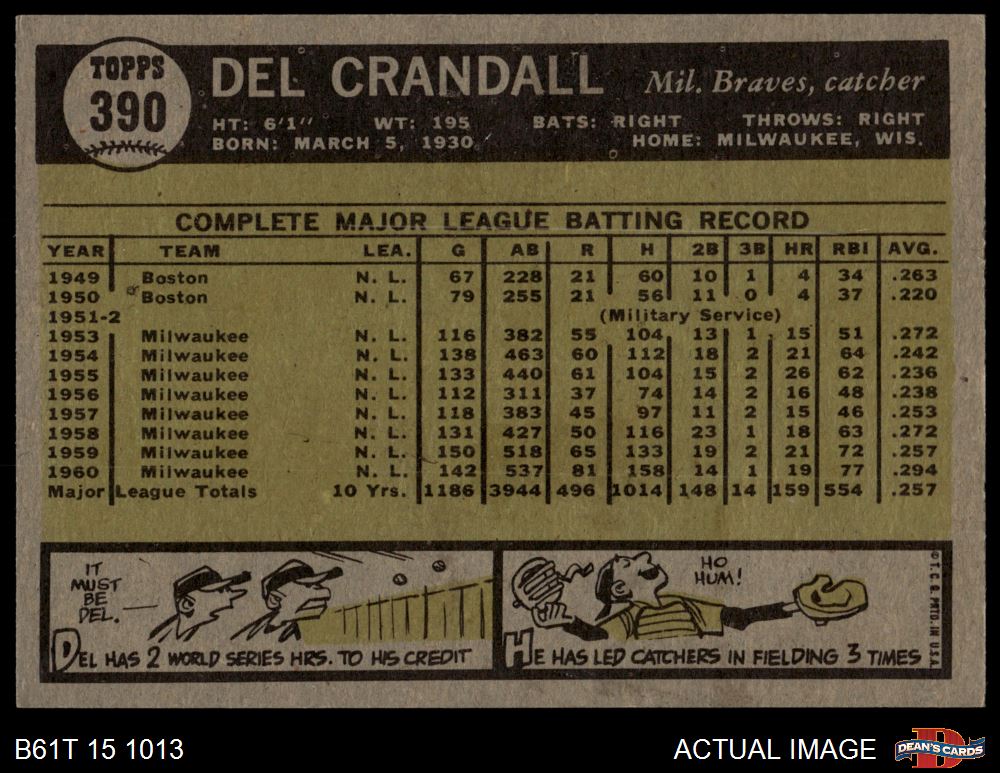 TOPPS
390
DEL CRANDALL Mil. Braves, catcher
HT: 6'1" WT: 195 BATS: RIGHT THROWS: RIGHT
BORN: MARCH 5, 1930 HOME: MILWAUKEE, WIS.
COMPLETE MAJOR LEAGUE BATTING RECORD
YEAR TEAM LEA. G AB R H 2B 3B HR RBI AVG.
1949 Boston N. L. 67 228 21 60 10 1 4 34 .263
1950 Boston N. L. 79 255 21 56 11 0 4 37 .220
1951-2 (Military Service)
1953 Milwaukee N. L. 116 382 55 104 13 1 15 51 .272
1954 Milwaukee N. L. 138 463 60 112 18 2 21 64 .242
1955 Milwaukee N. L. 133 440 61 104 15 2 26 62 .236
1956 Milwaukee N. L. 112 311 37 74 14 2 16 48 .238
1957 Milwaukee N. L. 118 383 45 97 11 2 15 46 .253
1958 Milwaukee N. L. 131 427 50 116 23 1 18 63 .272
1959 Milwaukee N. L. 150 518 65 133 19 2 21 72 .257
1960 Milwaukee N. L. 142 537 81 158 14 1 19 77 .294
Major League Totals 10 Yrs. 1186 3944 496 1014 148 14 159 554 .257
IT
MUST
BE
DEL.
DEL HAS 2 WORLD SERIES HRS. TO HIS CREDIT
HO
HUM!
HE HAS LED CATCHERS IN FIELDING 3 TIMES
© T. C. G. PRTD. IN U.S.A.
B61T 15 1013
ACTUAL IMAGE
D
DEAN'S CARDS